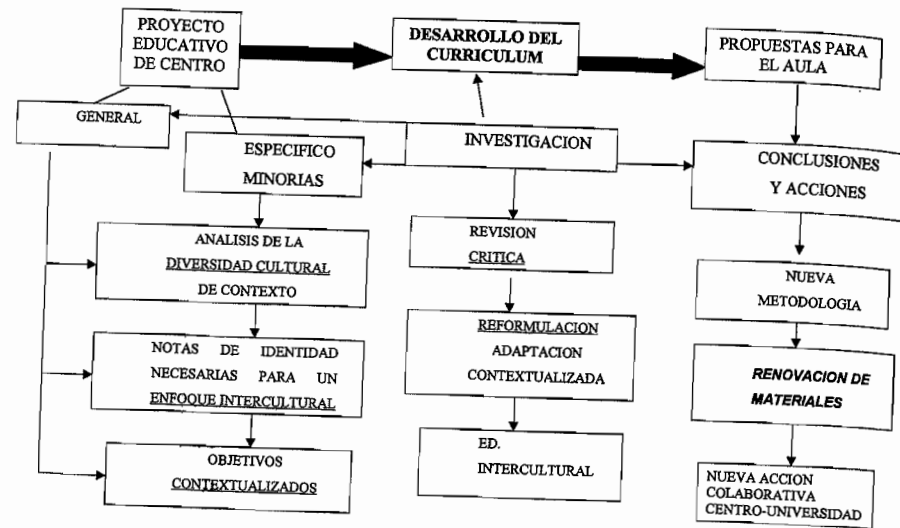 PROYECTO
EDUCATIVO
DE CENTRO
DESARROLLO DEL
CURRICULUM
PROPUESTAS PARA
EL AULA
GENERAL
ESPECIFICO
MINORIAS
INVESTIGACION
CONCLUSIONES
Y ACCIONES
ANALISIS DE LA
DIVERSIDAD CULTURAL
DE CONTEXTO
REVISION
CRITICA
NUEVA
METODOLOGIA
NOTAS DE IDENTIDAD
NECESARIAS PARA UN
ENFOQUE INTERCULTURAL
REFORMULACION
ADAPTACION
CONTEXTUALIZADA
RENOVACION DE
MATERIALES
OBJETIVOS
CONTEXTUALIZADOS
ED.
INTERCULTURAL
NUEVA ACCION
COLABORATIVA
CENTRO-UNIVERSIDAD